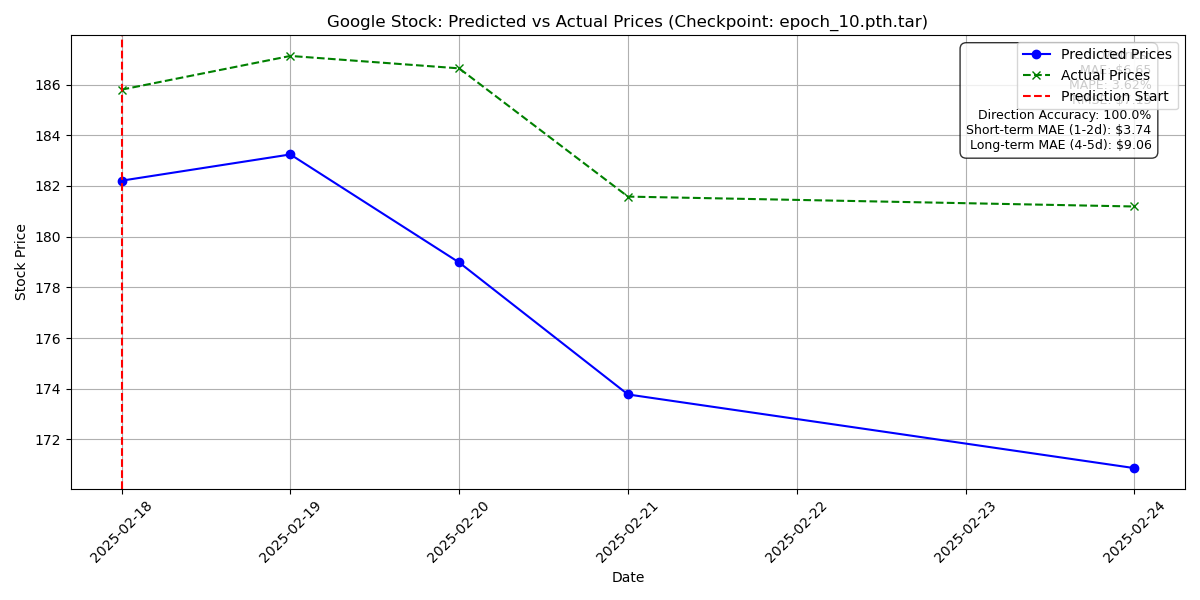 Google Stock: Predicted vs Actual Prices (Checkpoint: epoch_10.pth.tar)
Predicted Prices
Actual Prices
MAPE: 3.62%
Prediction Start
Direction Accuracy: 100.0%
Short-term MAE (1-2d): $3.74
Long-term MAE (4-5d): $9.06
Stock Price
186
184
182
180
178
176
174
172
2025-02-18
2025-02-19
2025-02-20
2025-02-21
2025-02-22
2025-02-23
2025-02-24
Date